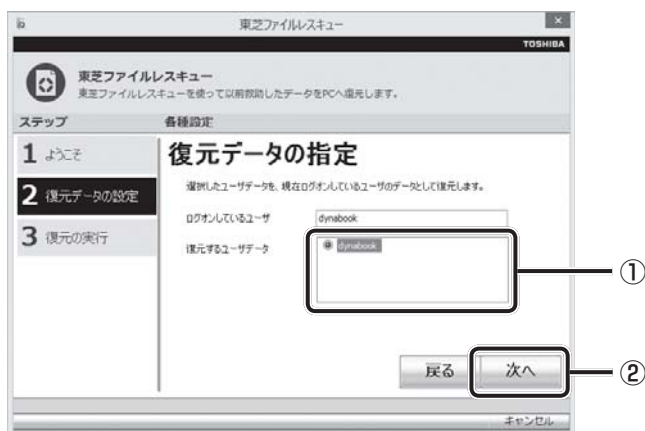 東芝ファイルレスキュー
TOSHIBA
東芝ファイルレスキュー
東芝ファイルレスキューを使って以前救助したデータをPCへ復元します。
ステップ
各種設定
1 ようこそ
2 復元データの設定
3 復元の実行
復元データの指定
選択したユーザデータを、現在ログオンしているユーザのデータとして復元します。
ログオンしているユーザ
dynabook
復元するユーザデータ
dynabook
①
戻る
次へ
②
キャンセル